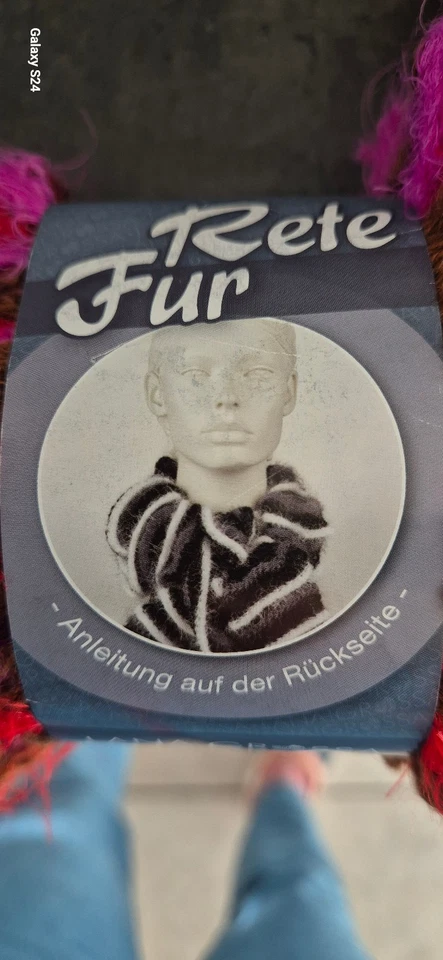 Galaxy S24
Rete
Fur
- Anleitung auf der Rückseite -